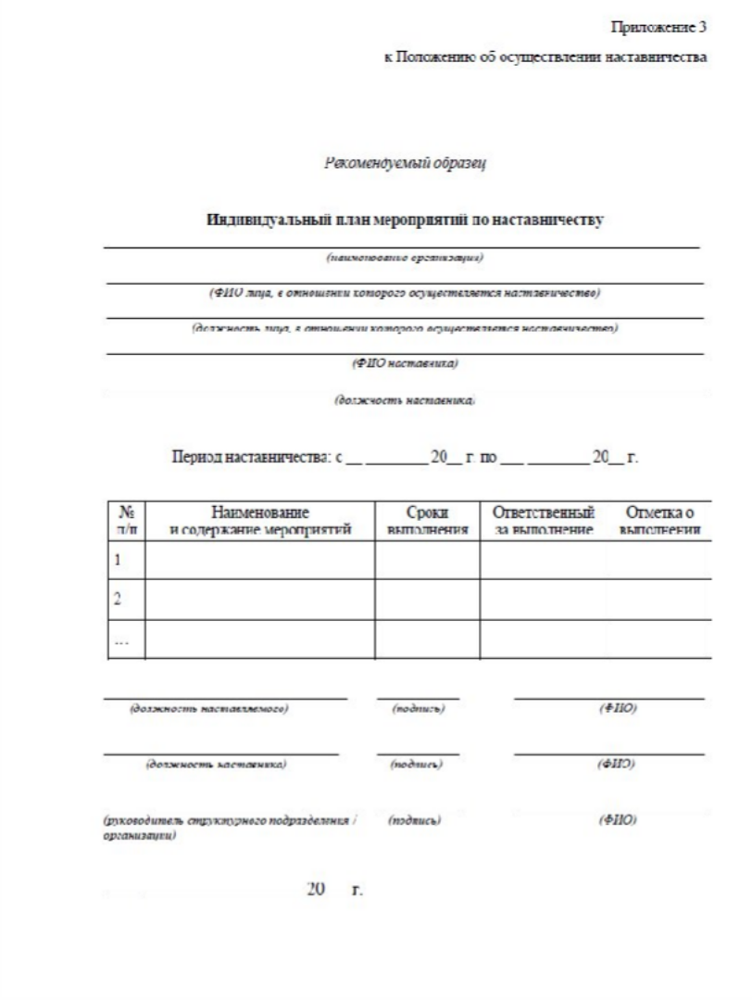 Приложение 3
к Положению об осуществлении наставничества
Рекомендуемый образец
Индивидуальный план мероприятий по наставничеству
(наименование организации)
(ФИО лица, в отношении которого осуществляется наставничество)
(должность лица, в отношении которого осуществляется наставничество)
(ФИО наставника)
(должность наставника)
Период наставничества: с __ ________ 20__ г. по ___ ________ 20__ г.
№ п/п
Наименование и содержание мероприятий
Сроки выполнения
Ответственный за выполнение
Отметка о выполнении
1
2
...
(должность наставляемого) (подпись) (ФИО)
(должность наставника) (подпись) (ФИО)
(руководитель структурного подразделения / (подпись) (ФИО)
организации)
20 г.